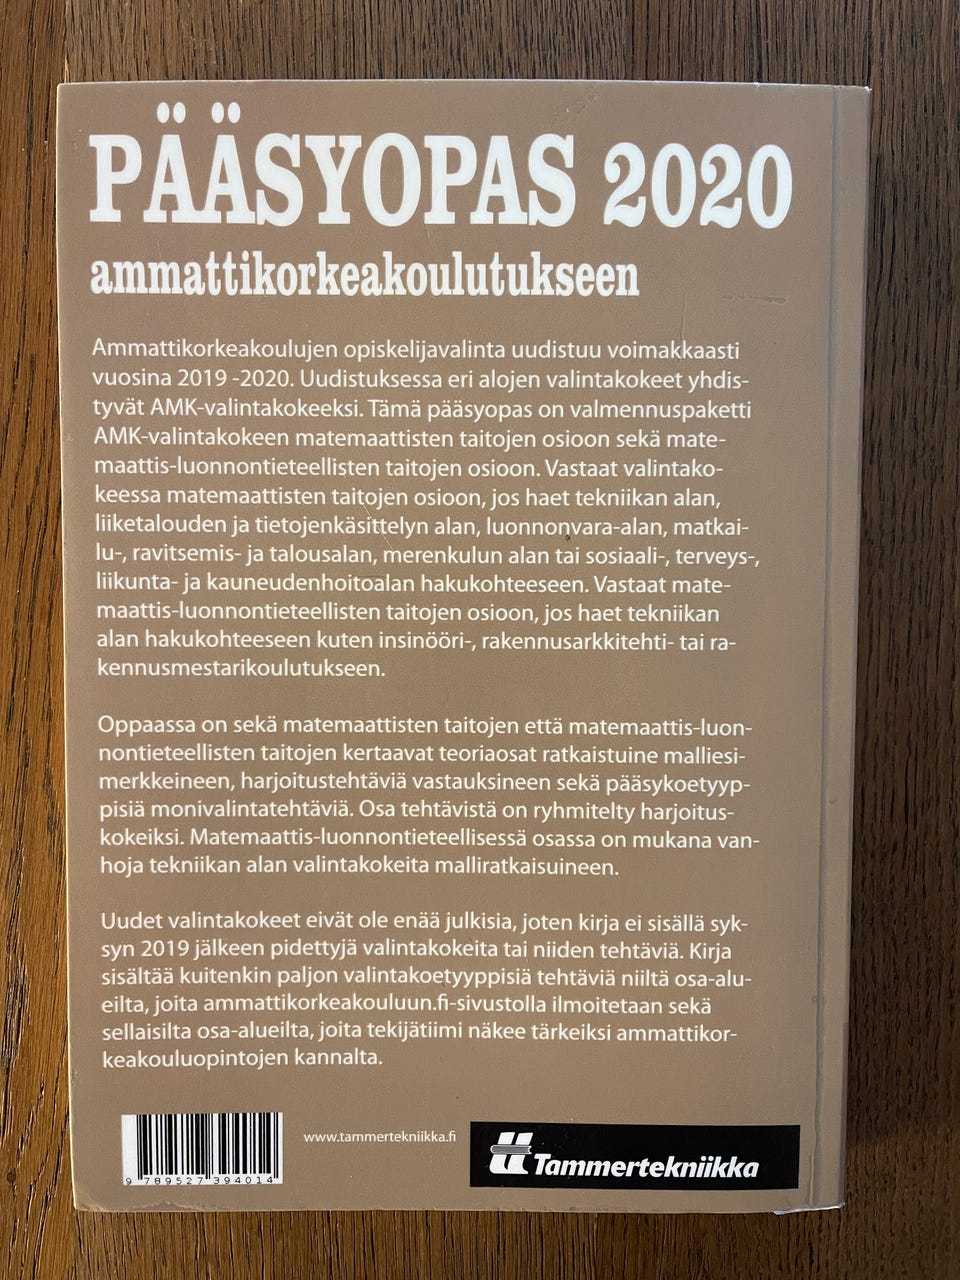 PÄÄSYOPAS 2020
ammattikorkeakoulutukseen
Ammattikorkeakoulujen opiskelijavalinta uudistuu voimakkaasti
vuosina 2019 -2020. Uudistuksessa eri alojen valintakokeet yhdis-
tyvät AMK-valintakokeeksi. Tämä pääsyopas on valmennuspaketti
AMK-valintakokeen matemaattisten taitojen osioon sekä mate-
maattis-luonnontieteellisten taitojen osioon. Vastaat valintako-
keessa matemaattisten taitojen osioon, jos haet tekniikan alan,
liiketalouden ja tietojenkäsittelyn alan, luonnonvara-alan, matkai-
lu-, ravitsemis- ja talousalan, merenkulun alan tai sosiaali-, terveys-,
liikunta- ja kauneudenhoitoalan hakukohteeseen. Vastaat mate-
maattis-luonnontieteellisten taitojen osioon, jos haet tekniikan
alan hakukohteeseen kuten insinööri-, rakennusarkkitehti- tai ra-
kennusmestarikoulutukseen.
Oppaassa on sekä matemaattisten taitojen että matemaattis-luon-
nontieteellisten taitojen kertaavat teoriaosat ratkaistuine malliesi-
merkkeineen, harjoitustehtäviä vastauksineen sekä pääsykoetyyp-
pisiä monivalintatehtäviä. Osa tehtävistä on ryhmitelty harjoitus-
kokeiksi. Matemaattis-luonnontieteellisessä osassa on mukana van-
hoja tekniikan alan valintakokeita malliratkaisuineen.
Uudet valintakokeet eivät ole enää julkisia, joten kirja ei sisällä syk-
syn 2019 jälkeen pidettyjä valintakokeita tai niiden tehtäviä. Kirja
sisältää kuitenkin paljon valintakoetyyppisiä tehtäviä niiltä osa-alu-
eilta, joita ammattikorkeakouluun.fi-sivustolla ilmoitetaan sekä
sellaisilta osa-alueilta, joita tekijätiimi näkee tärkeiksi ammattikor-
keakouluopintojen kannalta.
www.tammertekniikka.fi
Tammertekniikka
9 789527 394014